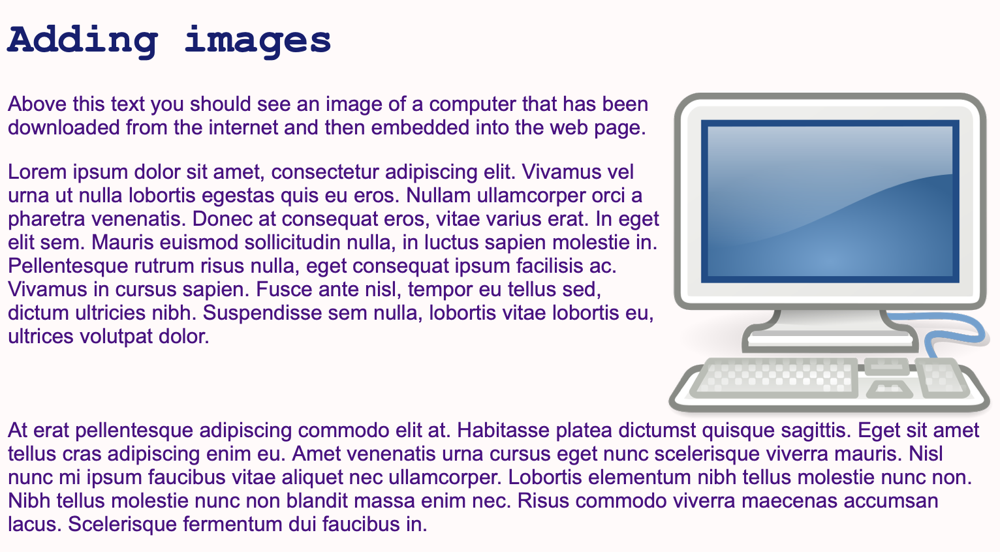 Adding images
Above this text you should see an image of a computer that has been
downloaded from the internet and then embedded into the web page.
Lorem ipsum dolor sit amet, consectetur adipiscing elit. Vivamus vel
urna ut nulla lobortis egestas quis eu eros. Nullam ullamcorper orci a
pharetra venenatis. Donec at consequat eros, vitae varius erat. In eget
elit sem. Mauris euismod sollicitudin nulla, in luctus sapien molestie in.
Pellentesque rutrum risus nulla, eget consequat ipsum facilisis ac.
Vivamus in cursus sapien. Fusce ante nisl, tempor eu tellus sed,
dictum ultricies nibh. Suspendisse sem nulla, lobortis vitae lobortis eu,
ultrices volutpat dolor.
At erat pellentesque adipiscing commodo elit at. Habitasse platea dictumst quisque sagittis. Eget sit amet
tellus cras adipiscing enim eu. Amet venenatis urna cursus eget nunc scelerisque viverra mauris. Nisl
nunc mi ipsum faucibus vitae aliquet nec ullamcorper. Lobortis elementum nibh tellus molestie nunc non.
Nibh tellus molestie nunc non blandit massa enim nec. Risus commodo viverra maecenas accumsan
lacus. Scelerisque fermentum dui faucibus in.